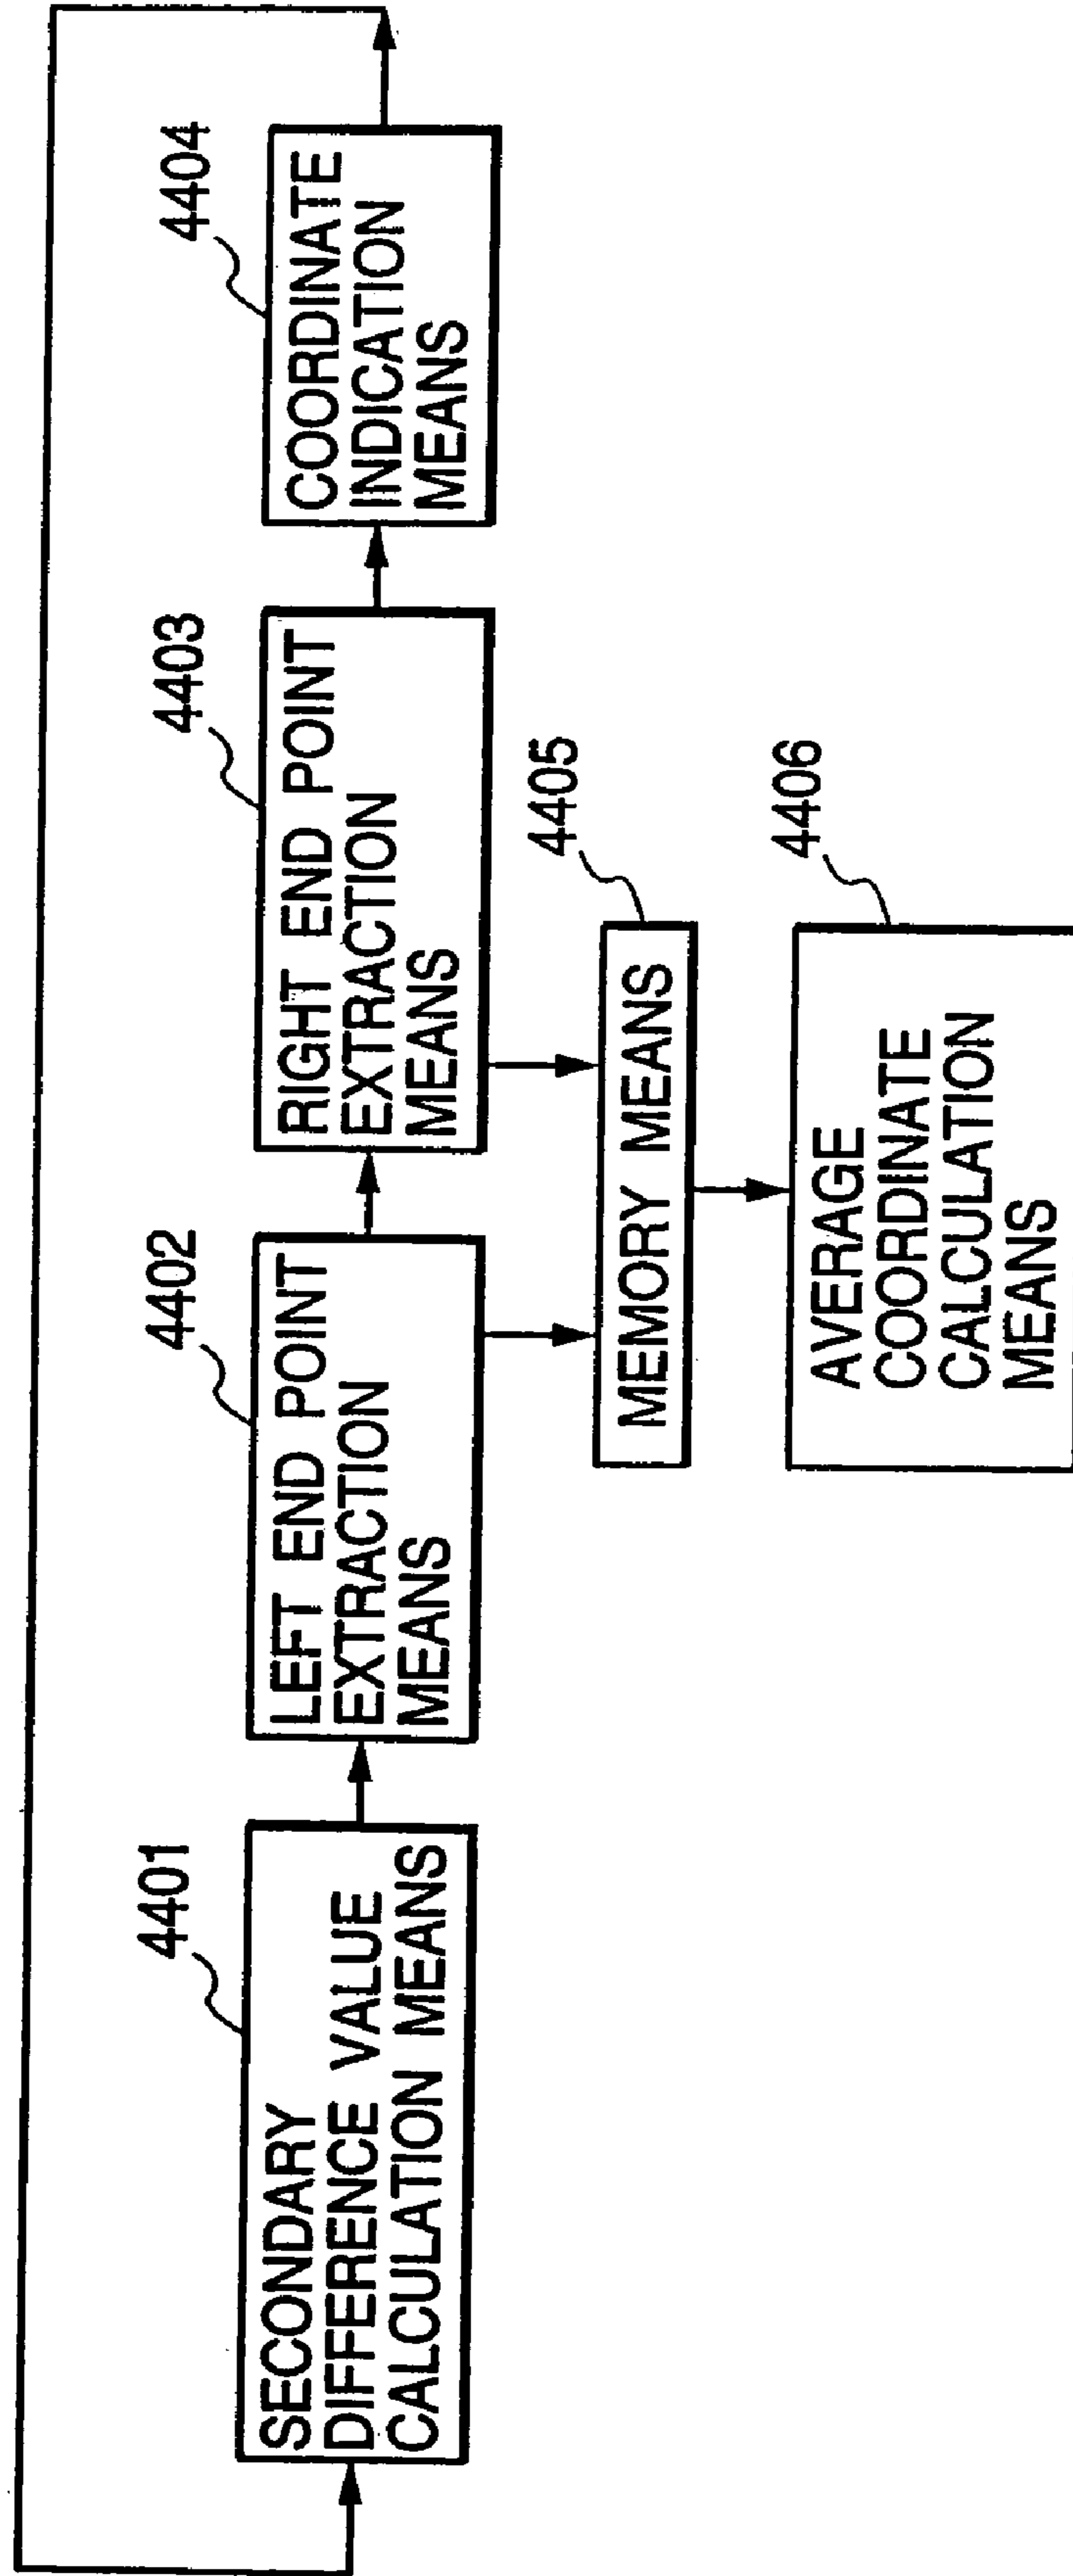 4401
SECONDARY
DIFFERENCE VALUE
CALCULATION MEANS
4402
LEFT END POINT
EXTRACTION
MEANS
4403
RIGHT END POINT
EXTRACTION
MEANS
4404
COORDINATE
INDICATION
MEANS
4405
MEMORY MEANS
4406
AVERAGE
COORDINATE
CALCULATION
MEANS